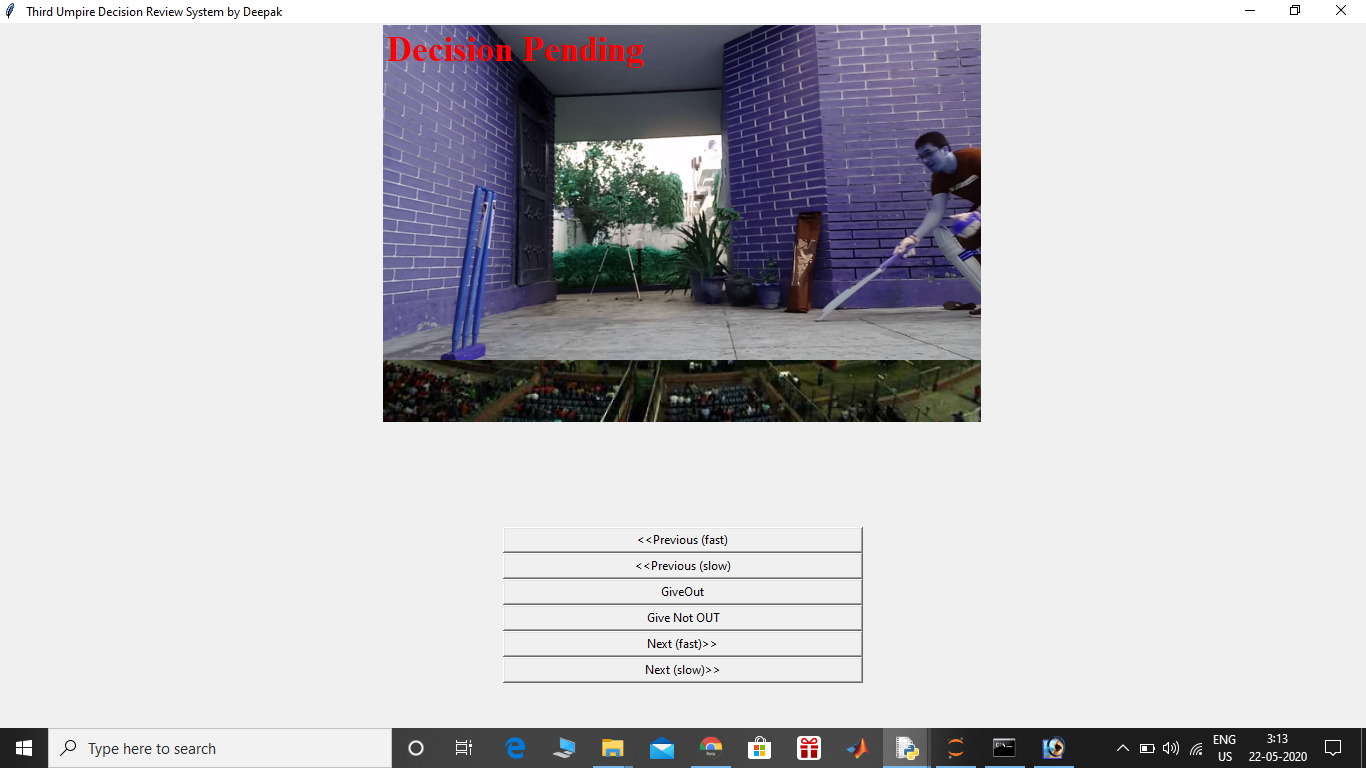 Third Umpire Decision Review System by Deepak
Decision Pending
<<Previous (fast)
<<Previous (slow)
GiveOut
Give Not OUT
Next (fast)>>
Next (slow)>>
Type here to search
ENG
US
3:13
22-05-2020